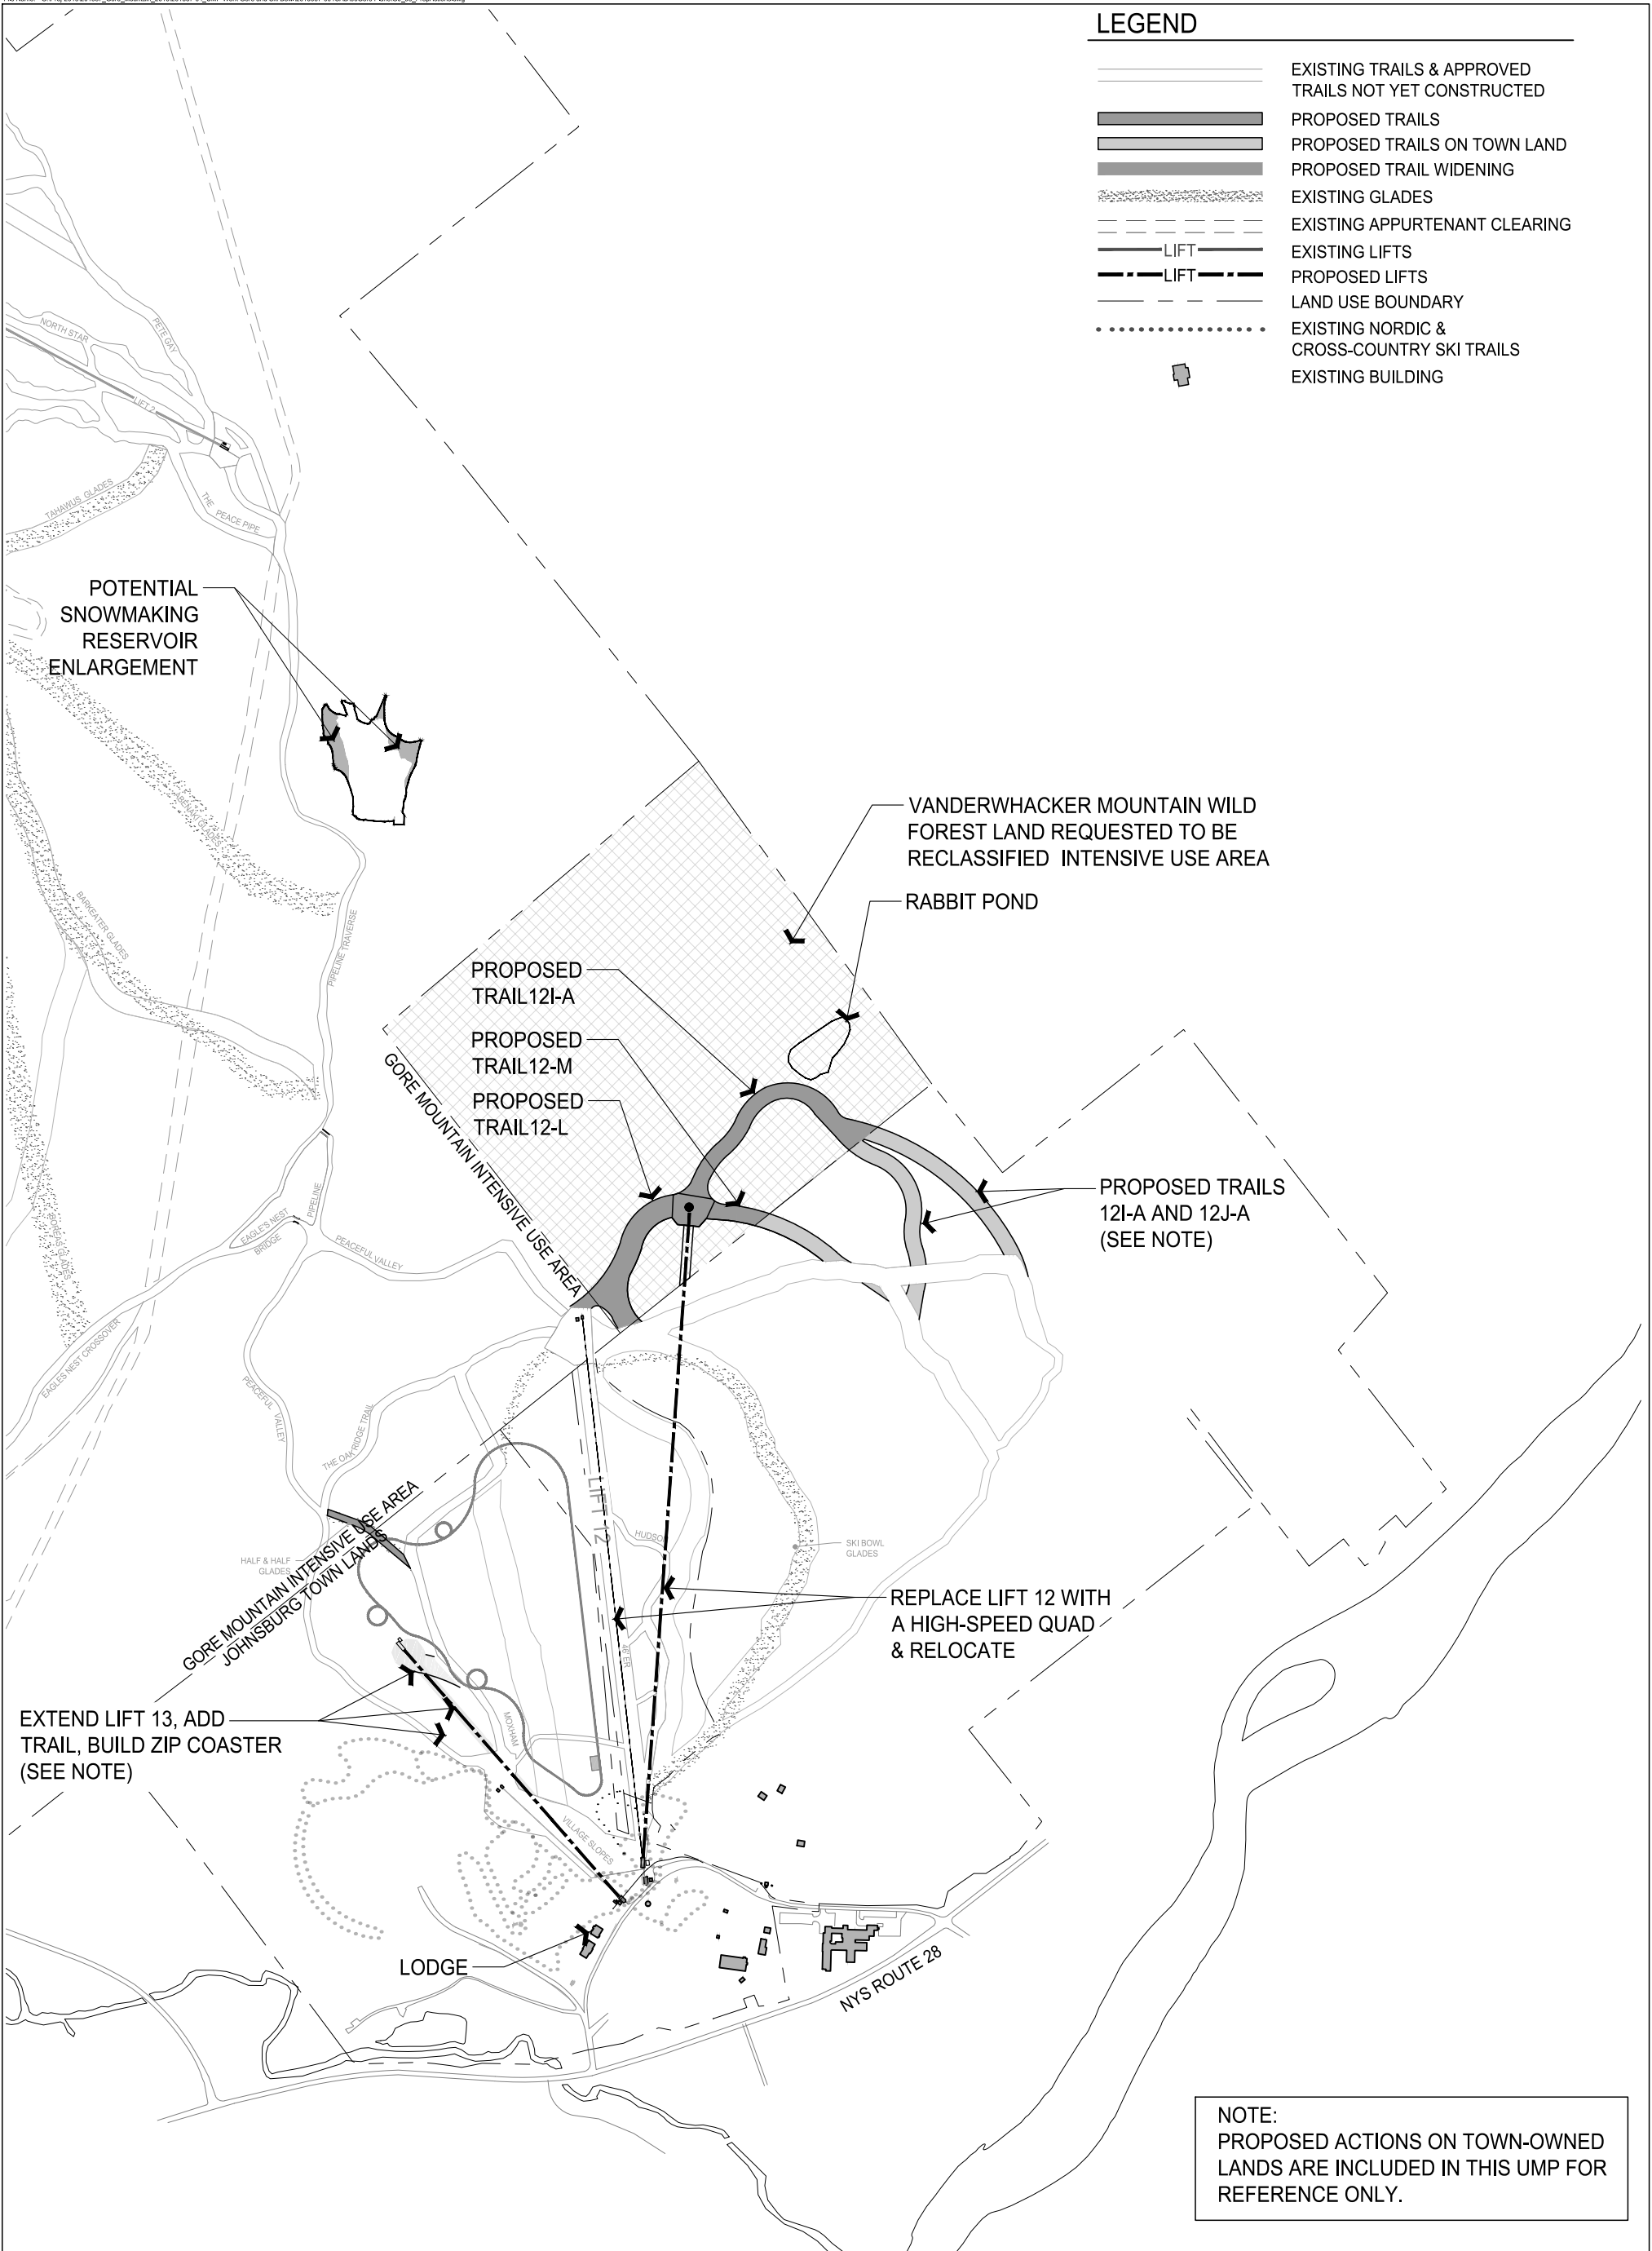 LEGEND
EXISTING TRAILS & APPROVED
TRAILS NOT YET CONSTRUCTED
PROPOSED TRAILS
PROPOSED TRAILS ON TOWN LAND
PROPOSED TRAIL WIDENING
EXISTING GLADES
EXISTING APPURTENANT CLEARING
LIFT
EXISTING LIFTS
LIFT
PROPOSED LIFTS
LAND USE BOUNDARY
EXISTING NORDIC &
CROSS-COUNTRY SKI TRAILS
EXISTING BUILDING
NORTH STAR
PETE GAY
LIFT 2
TAHAWUS GLADES
THE PEACE PIPE
POTENTIAL
SNOWMAKING
RESERVOIR
ENLARGEMENT
ABENAKI GLADES
BARKEATER GLADES
PIPELINE TRAVERSE
VANDERWHACKER MOUNTAIN WILD
FOREST LAND REQUESTED TO BE
RECLASSIFIED INTENSIVE USE AREA
RABBIT POND
PROPOSED
TRAIL12I-A
PROPOSED
TRAIL12-M
PROPOSED
TRAIL12-L
GORE MOUNTAIN INTENSIVE USE AREA
PROPOSED TRAILS
12I-A AND 12J-A
(SEE NOTE)
BOREAS GLADES
EAGLE'S NEST
BRIDGE
PIPELINE
PEACEFUL VALLEY
EAGLES NEST CROSSOVER
PEACEFUL VALLEY
THE OAK RIDGE TRAIL
LIFT 12
HUDSON
46'ER
SKI BOWL
GLADES
HALF & HALF
GLADES
GORE MOUNTAIN INTENSIVE USE AREA
JOHNSBURG TOWN LANDS
REPLACE LIFT 12 WITH
A HIGH-SPEED QUAD
& RELOCATE
EXTEND LIFT 13, ADD
TRAIL, BUILD ZIP COASTER
(SEE NOTE)
MOXHAM
VILLAGE SLOPES
LODGE
NYS ROUTE 28
NOTE:
PROPOSED ACTIONS ON TOWN-OWNED
LANDS ARE INCLUDED IN THIS UMP FOR
REFERENCE ONLY.